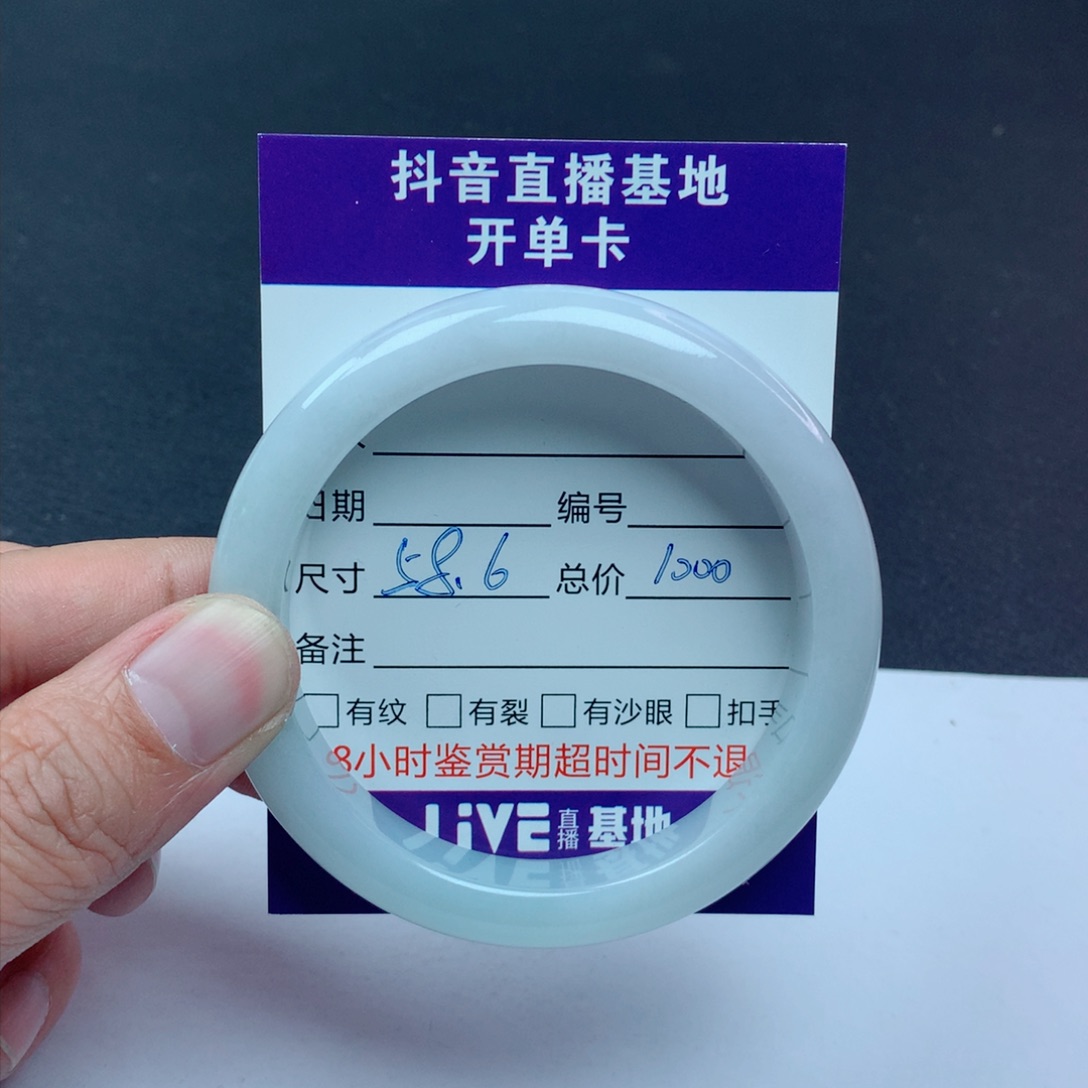 抖音直播基地
开单卡
日期 编号
尺寸 58.6 总价 1000
备注
有纹 有裂 有沙眼 扣手
8小时鉴赏期超时间不退
LIVE 直播 基地